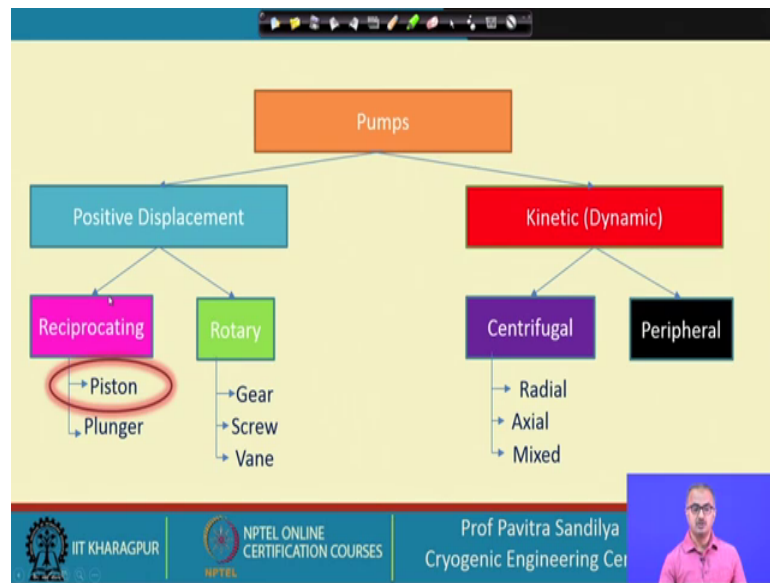 Pumps
Positive Displacement
Kinetic (Dynamic)
Reciprocating
Rotary
Centrifugal
Peripheral
Piston
Plunger
Gear
Screw
Vane
Radial
Axial
Mixed
IIT KHARAGPUR
NPTEL
NPTEL ONLINE
CERTIFICATION COURSES
Prof Pavitra Sandilya
Cryogenic Engineering Cen